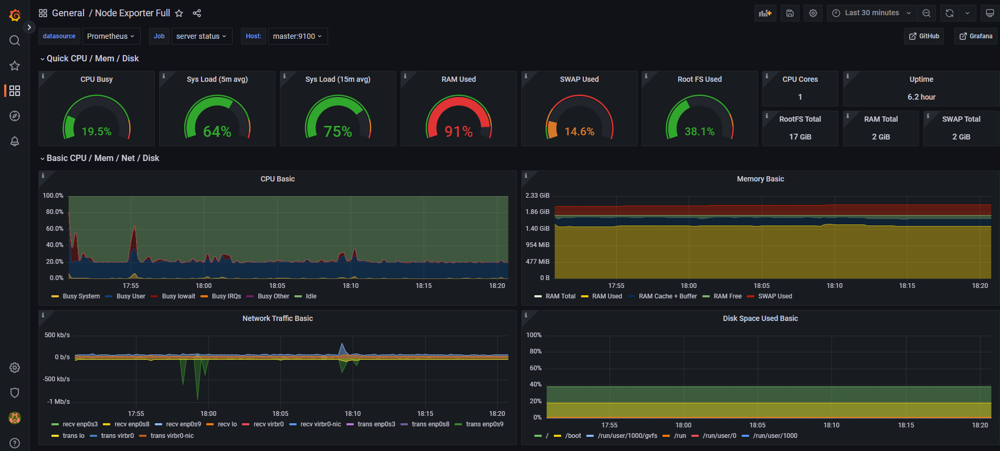 General / Node Exporter Full
Last 30 minutes
datasource Prometheus Job server status Host: master:9100 GitHub Grafana
Quick CPU / Mem / Disk
CPU Busy
19.5%
Sys Load (5m avg)
64%
Sys Load (15m avg)
75%
RAM Used
91%
SWAP Used
14.6%
Root FS Used
38.1%
CPU Cores
1
Uptime
6.2 hour
RootFS Total
17 GiB
RAM Total
2 GiB
SWAP Total
2 GiB
Basic CPU / Mem / Net / Disk
CPU Basic
100.0%
80.0%
60.0%
40.0%
20.0%
0.0%
17:55 18:00 18:05 18:10 18:15 18:20
Busy System Busy User Busy Iowait Busy IRQs Busy Other Idle
Memory Basic
2.33 GiB
1.86 GiB
1.40 GiB
954 MiB
477 MiB
0 B
17:55 18:00 18:05 18:10 18:15 18:20
RAM Total RAM Used RAM Cache + Buffer RAM Free SWAP Used
Network Traffic Basic
500 kb/s
0 b/s
-500 kb/s
-1 Mb/s
17:55 18:00 18:05 18:10 18:15 18:20
recv enp0s3 recv enp0s8 recv enp0s9 recv lo recv virbr0 recv virbr0-nic trans enp0s3 trans enp0s8 trans enp0s9
trans lo trans virbr0 trans virbr0-nic
Disk Space Used Basic
100%
80%
60%
40%
20%
0%
17:55 18:00 18:05 18:10 18:15 18:20
/ /boot /run/user/1000/gvfs /run /run/user/0 /run/user/1000